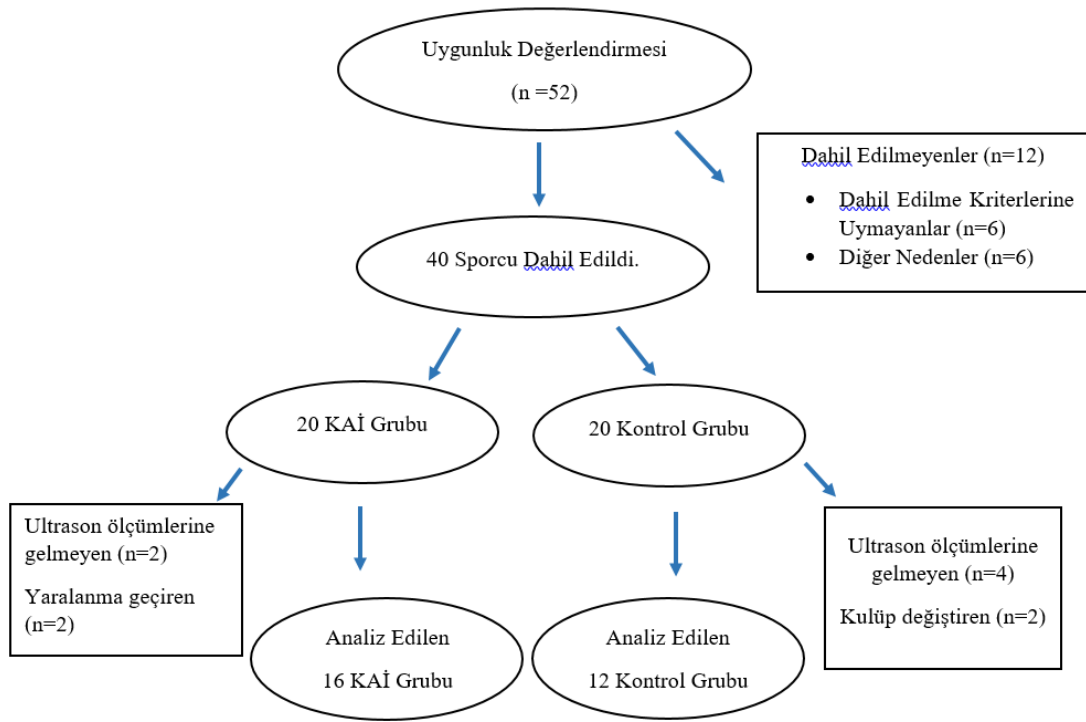 Uygunluk Değerlendirmesi
(n =52)
Dahil Edilmeyenler (n=12)
• Dahil Edilme Kriterlerine
Uymayanlar (n=6)
• Diğer Nedenler (n=6)
40 Sporcu Dahil Edildi.
20 KAİ Grubu
20 Kontrol Grubu
Ultrason ölçümlerine
gelmeyen (n=2)
Yaralanma geçiren
(n=2)
Ultrason ölçümlerine
gelmeyen (n=4)
Kulüp değiştiren (n=2)
Analiz Edilen
16 KAİ Grubu
Analiz Edilen
12 Kontrol Grubu